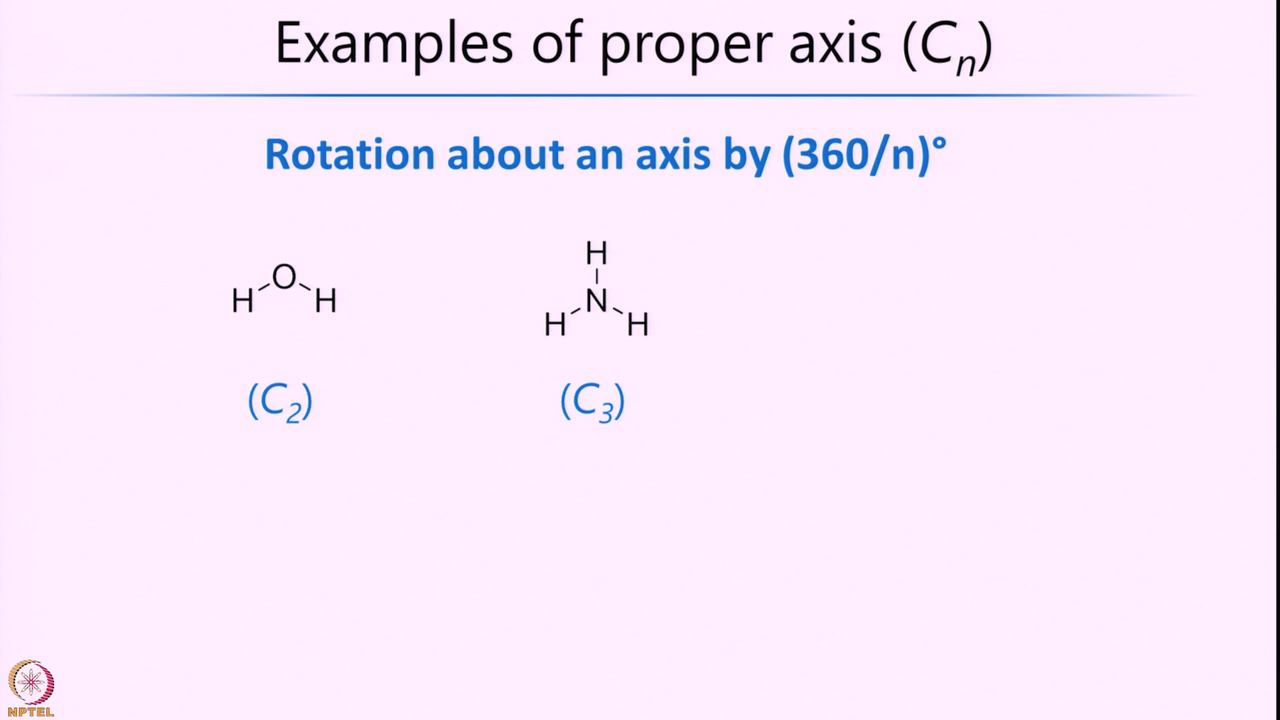 Examples of proper axis (Cₙ)
Rotation about an axis by (360/n)°
H
O
H
H
N
H
H
(C₂)
(C₃)
NPTEL